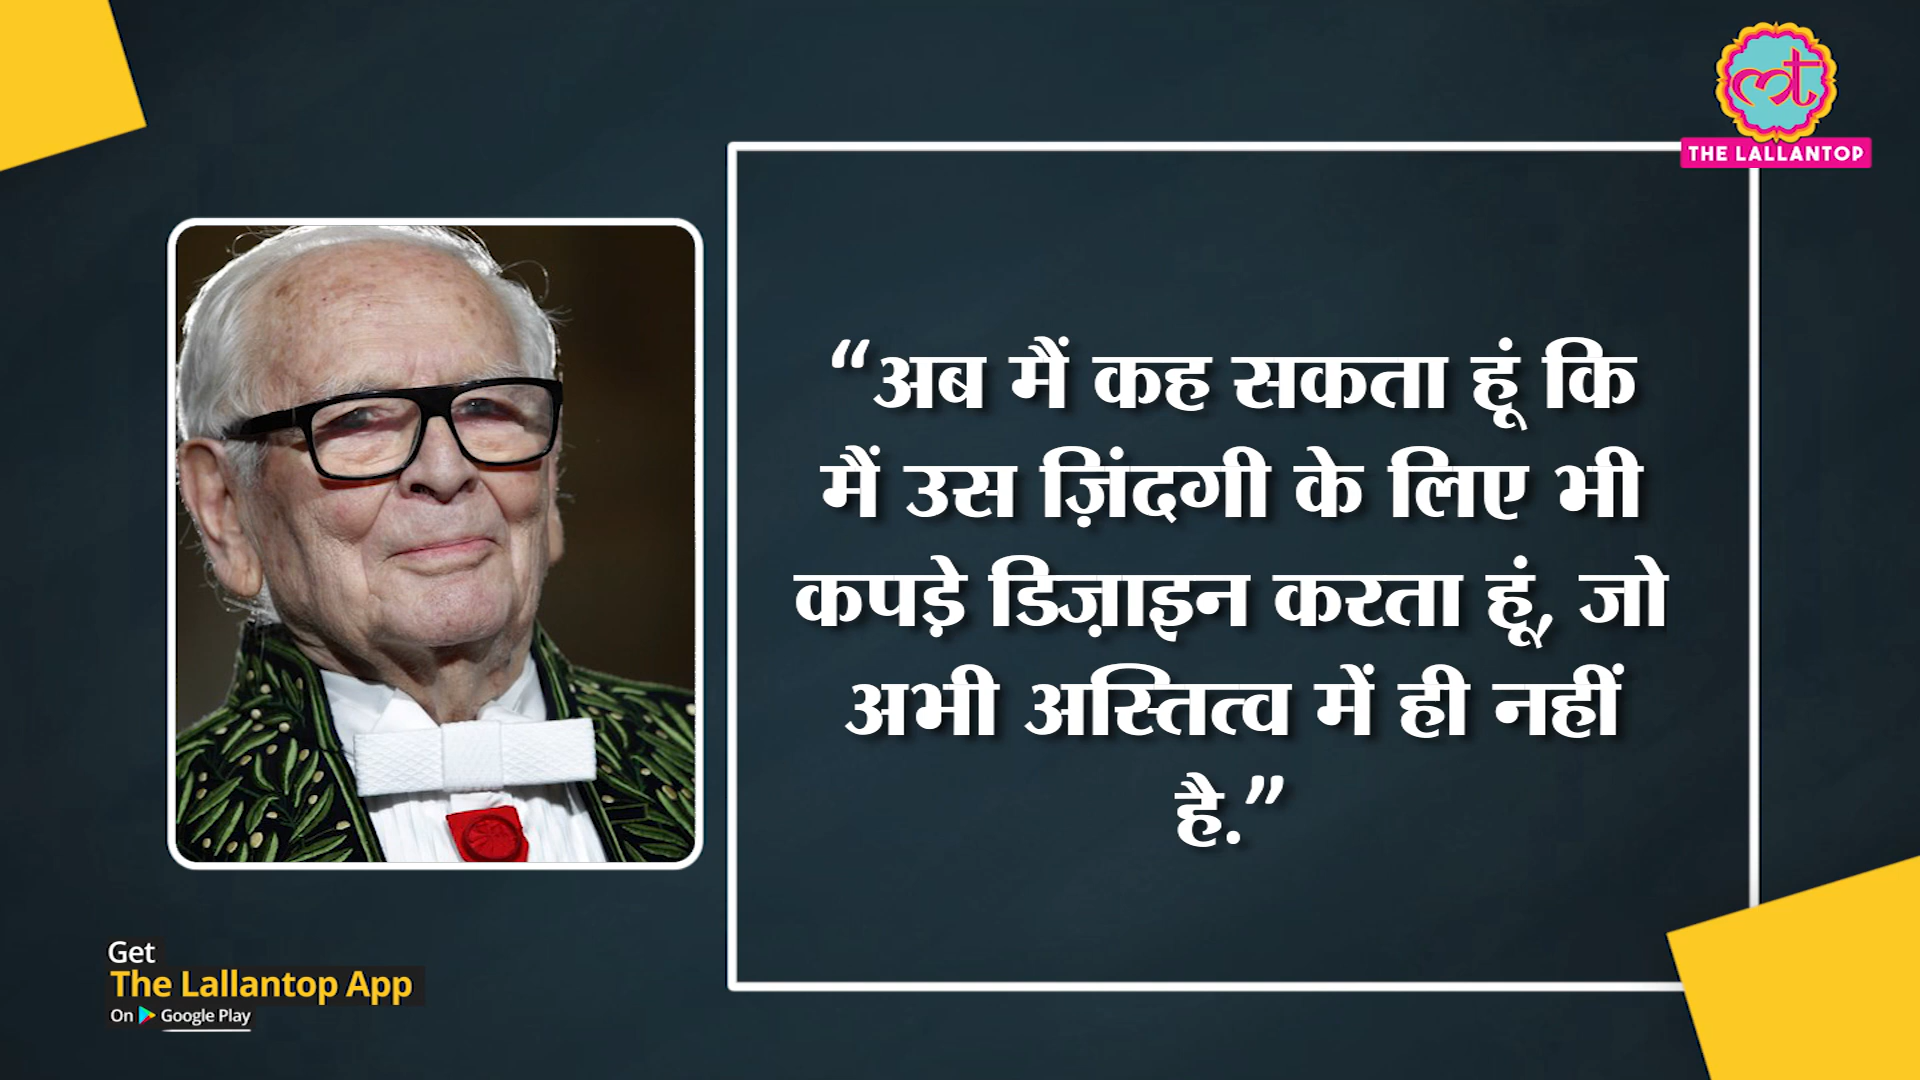 THE LALLANTOP
“अब मैं कह सकता हूं कि
मैं उस ज़िंदगी के लिए भी
कपड़े डिज़ाइन करता हूं, जो
अभी अस्तित्व में ही नहीं
है.”
Get
The Lallantop App
On Google Play